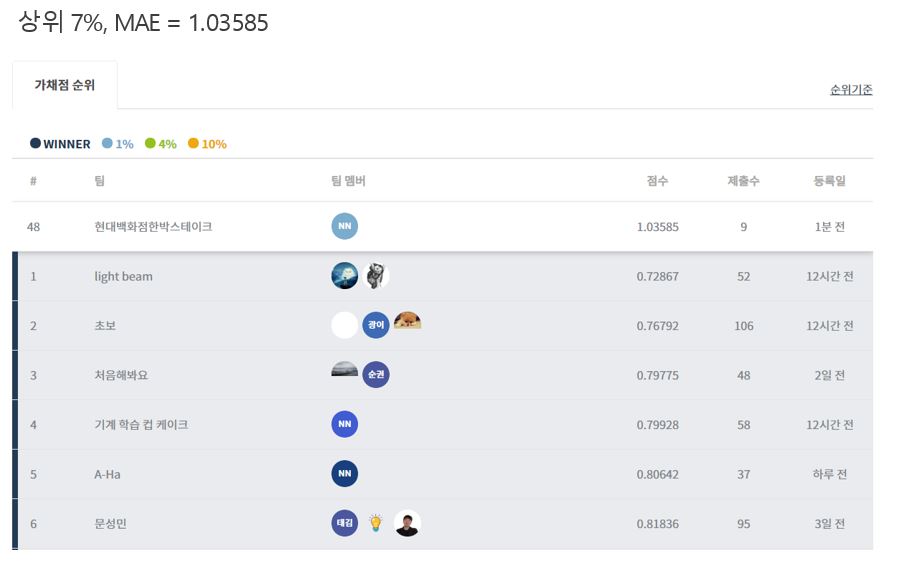 상위 7%, MAE = 1.03585
가채점 순위
순위기준
WINNER 1% 4% 10%
# 팀 팀 멤버 점수 제출수 등록일
48 현대백화점한박스테이크 NN 1.03585 9 1분 전
1 light beam 0.72867 52 12시간 전
2 초보 광이 0.76792 106 12시간 전
3 처음해봐요 순권 0.79775 48 2일 전
4 기계 학습 컵 케이크 NN 0.79928 58 12시간 전
5 A-Ha NN 0.80642 37 하루 전
6 문성민 태김 0.81836 95 3일 전